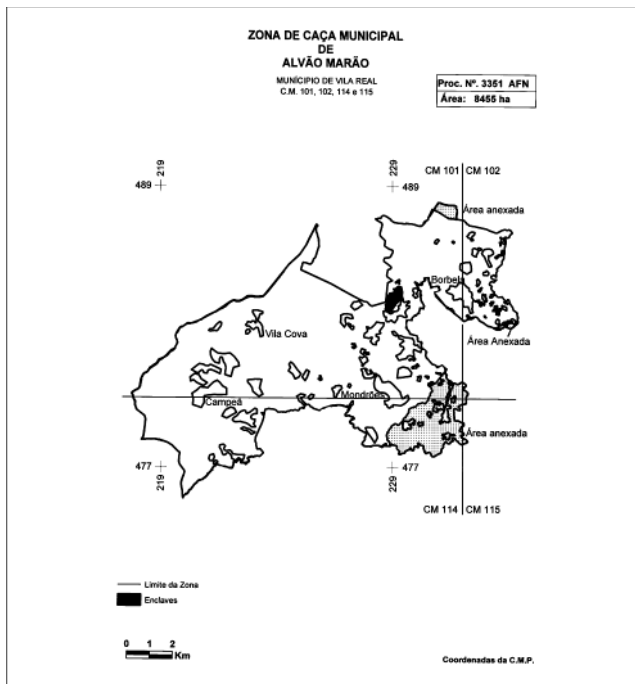 ZONA DE CAÇA MUNICIPAL
DE
ALVÃO MARÃO
MUNÍCIPIO DE VILA REAL
C.M. 101, 102, 114 e 115
Proc. Nº. 3351 AFN
Área: 8455 ha
219
229
CM 101
CM 102
489
489
Área anexada
Borbela
Vila Cova
Área Anexada
Campeã
Mondrões
Área anexada
477
477
219
229
CM 114
CM 115
Limite da Zona
Enclaves
0 1 2
Km
Coordenadas da C.M.P.